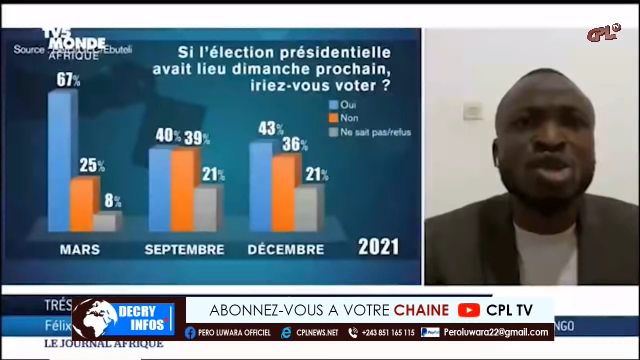 TV5
MONDE
AFRIQUE
CPL TV
Si l'élection présidentielle
avait lieu dimanche prochain,
iriez-vous voter ?
Oui
Non
Ne sait pas/refus
67%
25%
8%
40%
39%
21%
43%
36%
21%
MARS
SEPTEMBRE
DÉCEMBRE
2021
TRÈS
DECRY
INFOS
ABONNEZ-VOUS A VOTRE CHAINE
CPL TV
Féli
NGO
PERO LUWARA OFFICIEL
CPLNEWS.NET
+243 851 165 115
PayPal
Peroluwara22@gmail.com
LE JOURNAL AFRIQUE